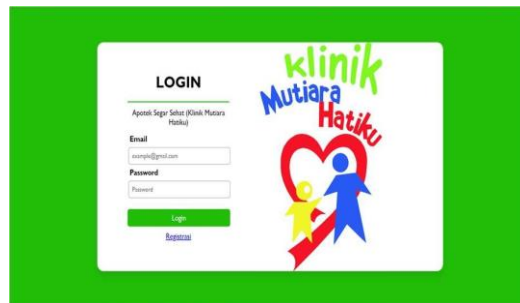 LOGIN
Apotek Segar Sehat (Klinik Mutiara
Hatiku)
Email
example@gmail.com
Password
Password
Login
Registrasi
klinik
Mutiara
Hatiku